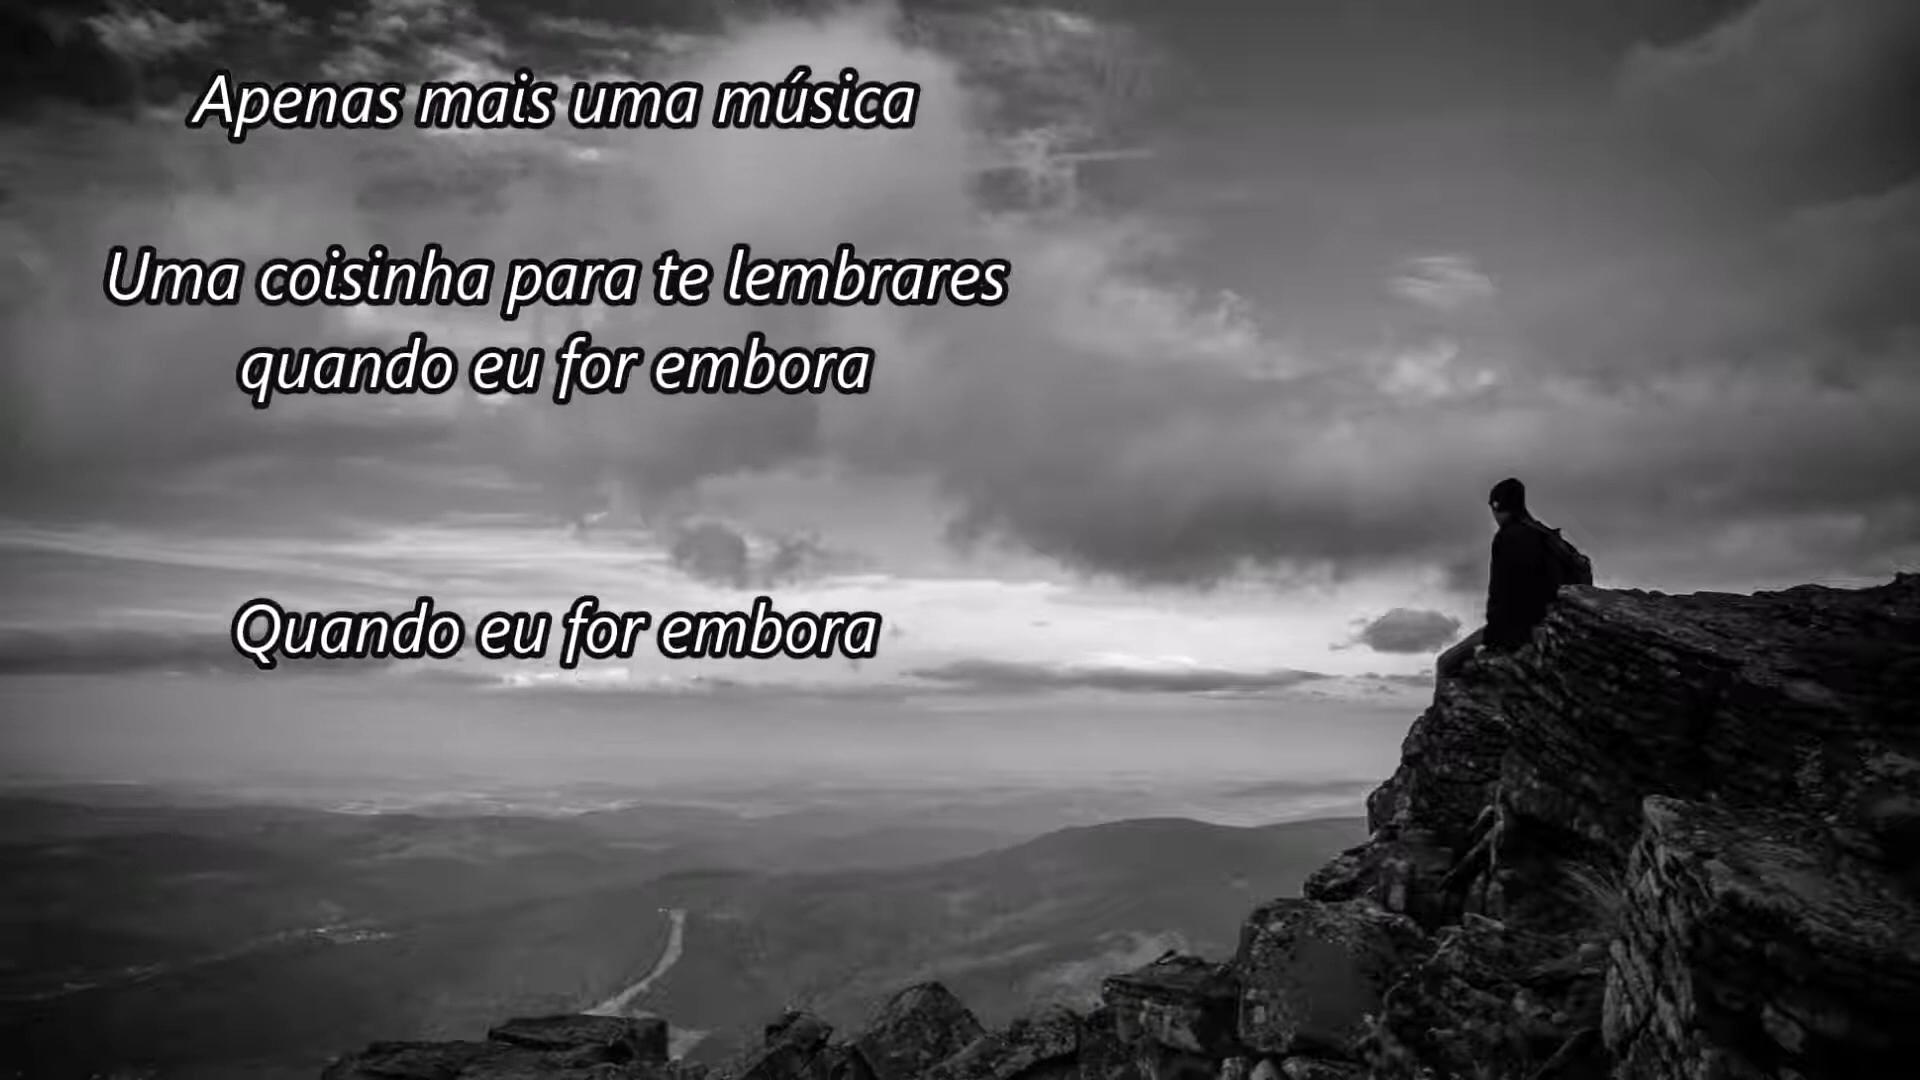 Apenas mais uma música
Uma coisinha para te lembrares
quando eu for embora
Quando eu for embora